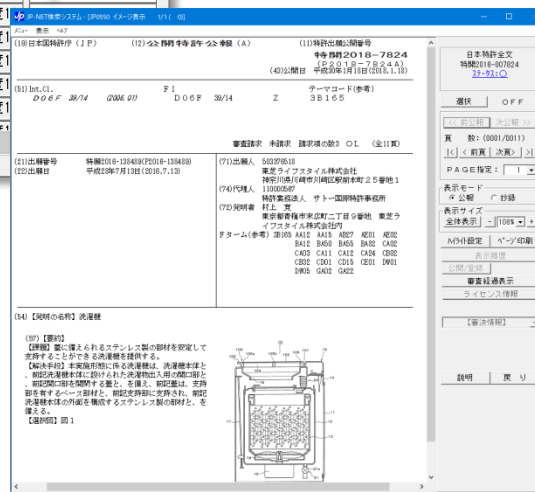 JP-NET検索システム - [JP0550 イメージ表示 1/1 ( 0)]
メニュー 表示 ヘルプ
(19)日本国特許庁(JP)
(12)公開特許公報(A)
(11)特許出願公開番号
特開2018-7824
(P2018-7824A)
(43)公開日 平成30年1月18日(2018.1.18)
(51)Int.Cl. FI テーマコード(参考)
D06F 39/14 (2006.01) D06F 39/14 Z 3B165
審査請求 未請求 請求項の数3 OL (全11頁)
(21)出願番号 特願2016-138489(P2016-138489)
(22)出願日 平成28年7月13日(2016.7.13)
(71)出願人 503376518
東芝ライフスタイル株式会社
神奈川県川崎市川崎区駅前本町25番地1
(74)代理人 110000567
特許業務法人 サトー国際特許事務所
(72)発明者 村上 寛
東京都青梅市末広町二丁目9番地 東芝ラ
イフスタイル株式会社内
Fターム(参考) 3B165 AA12 AA15 AB27 AE01 AE02
BA12 BA50 BA55 BA82 CA02
CA03 CA11 CA12 CAD4 CB02
CB32 CD01 CD15 CE01 DW01
DW05 GA02 GA22
(54)【発明の名称】洗濯機
(57)【要約】
【課題】蓋に備えられるステンレス製の部材を安定して
支持することができる洗濯機を提供する。
【解決手段】本実施形態に係る洗濯機は、洗濯機本体と
、前記洗濯機本体に設けられた洗濯物出入用の開口部と
、前記開口部を開閉する蓋と、を備え、前記蓋は、支持
部を有するベース部材と、前記支持部に支持され、前記
洗濯機本体の外面を構成するステンレス製の部材と、を
備える。
【選択図】図1
日本特許全文
特開2018-007824
ステータス:○
選択 OFF
<< 前公報 次公報 >>
頁 数:(0001/0011)
|< < 前頁 次頁> >|
PAGE指定: 1
表示モード
公報 抄録
表示サイズ
全体表示 - 108% +
ハイライト設定 ページ印刷
表示履歴
公開/登録
審査経過表示
ライセンス情報
【審決情報】
説明 戻り